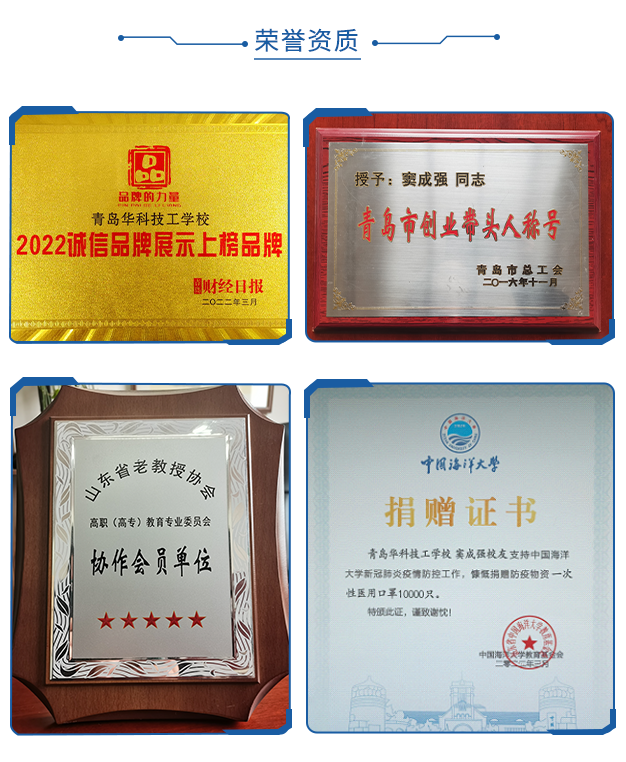 荣誉资质
品牌的力量
青岛华科技工学校
2022诚信品牌展示上榜品牌
财经日报
二〇二二年三月
授予：窦成强 同志
青岛市创业带头人称号
青岛市总工会
二〇一六年十一月
山东省老教授协会
高职（高专）教育专业委员会
协作会员单位
中国海洋大学
捐赠证书
青岛华科技工学校 窦成强校友支持中国海洋
大学新冠肺炎疫情防控工作，慷慨捐赠防疫物资 一次
性医用口罩10000只。
特颁此证，谨致谢忱！
中国海洋大学教育基金会